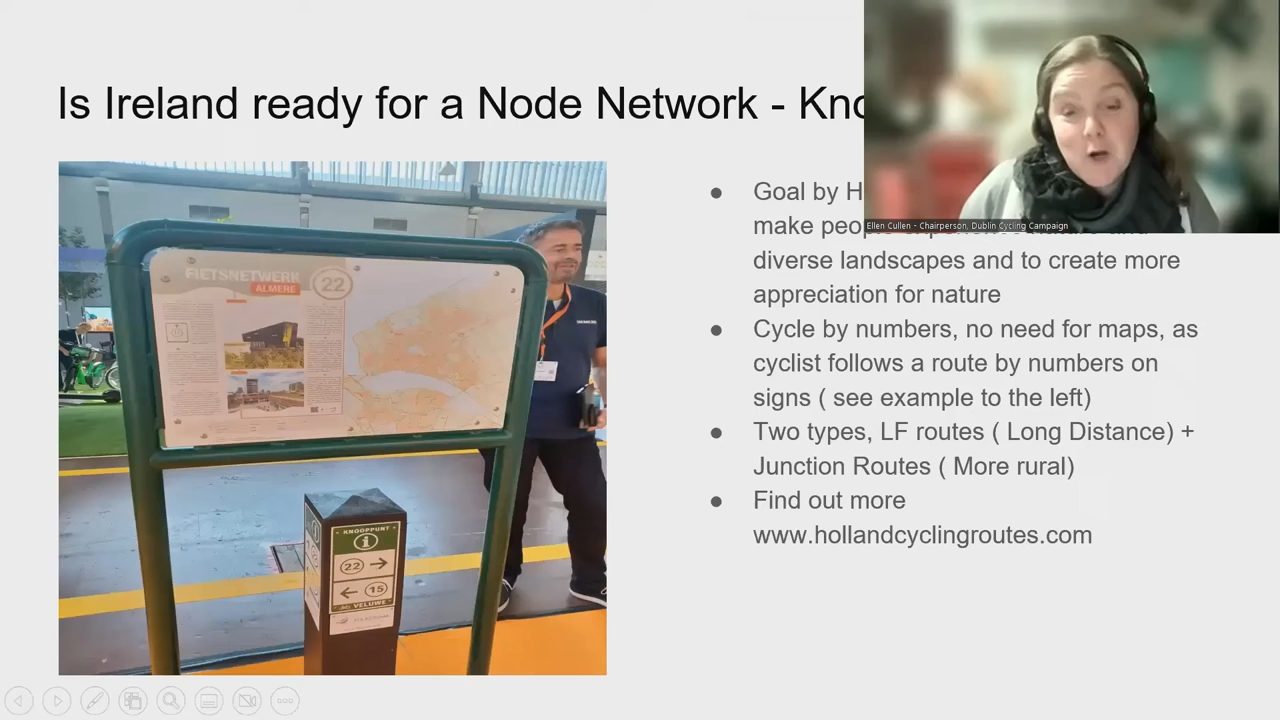 Is Ireland ready for a Node Network - Kno
Ellen Cullen - Chairperson, Dublin Cycling Campaign
Goal by H
make people
diverse landscapes and to create more
appreciation for nature
Cycle by numbers, no need for maps, as
cyclist follows a route by numbers on
signs ( see example to the left)
Two types, LF routes ( Long Distance) +
Junction Routes ( More rural)
Find out more
www.hollandcyclingroutes.com
FIETSNETWERK
ALMERE
22
KNOOPPUNT
i
22 →
← 15
VELUWE